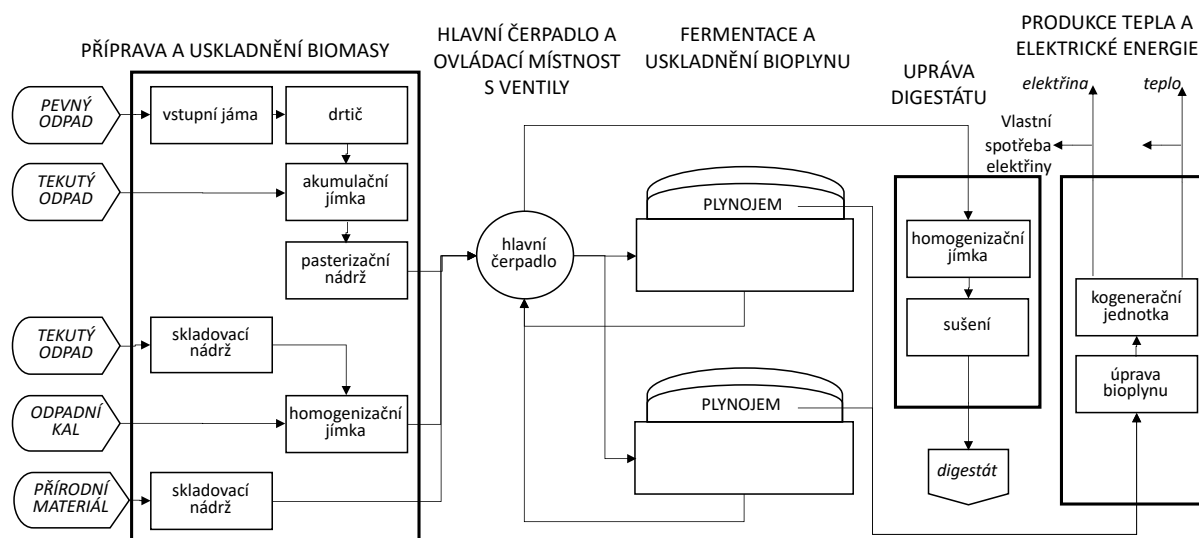 PŘÍPRAVA A USKLADNĚNÍ BIOMASY
HLAVNÍ ČERPADLO A
OVLÁDACÍ MÍSTNOST
S VENTILY
FERMENTACE A
USKLADNĚNÍ BIOPLYNU
UPRÁVA
DIGESTÁTU
PRODUKCE TEPLA A
ELEKTRICKÉ ENERGIE
PEVNÝ
ODPAD
vstupní jáma
drtič
TEKUTÝ
ODPAD
akumulační
jímka
pasterizační
nádrž
TEKUTÝ
ODPAD
skladovací
nádrž
ODPADNÍ
KAL
homogenizační
jímka
PŘÍRODNÍ
MATERIÁL
skladovací
nádrž
hlavní
čerpadlo
PLYNOJEM
PLYNOJEM
homogenizační
jímka
sušení
digestát
elektřina
teplo
Vlastní
spotřeba
elektřiny
kogenerační
jednotka
úprava
bioplynu